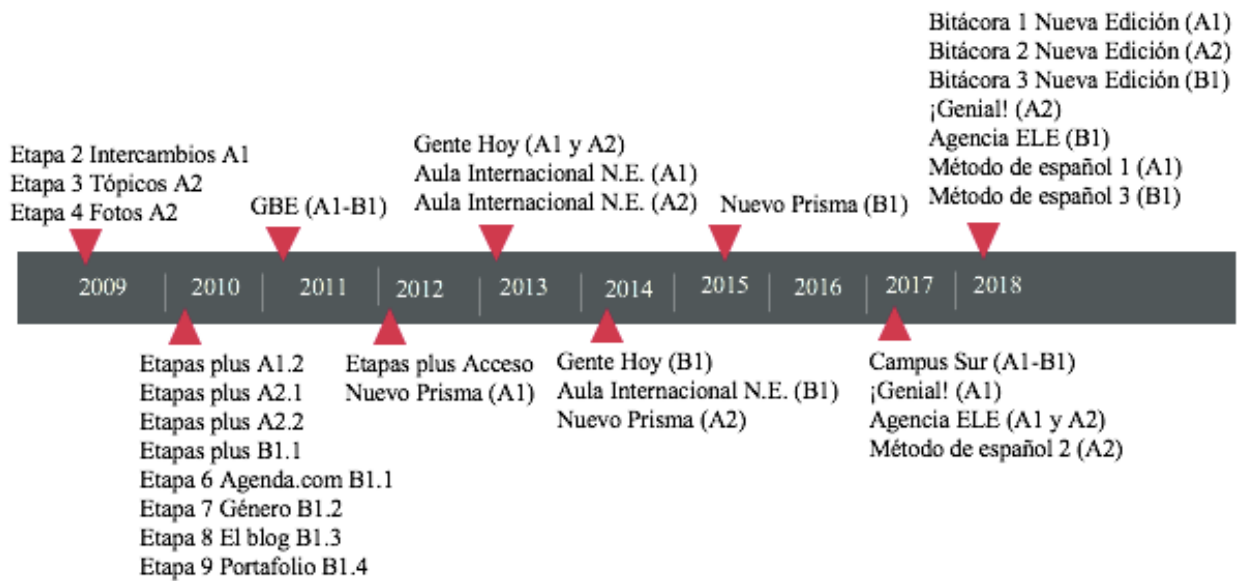 Bitácora 1 Nueva Edición (A1)
Bitácora 2 Nueva Edición (A2)
Bitácora 3 Nueva Edición (B1)
¡Genial! (A2)
Agencia ELE (B1)
Método de español 1 (A1)
Método de español 3 (B1)
Gente Hoy (A1 y A2)
Aula Internacional N.E. (A1)
Aula Internacional N.E. (A2)
Nuevo Prisma (B1)
Etapa 2 Intercambios A1
Etapa 3 Tópicos A2
Etapa 4 Fotos A2
GBE (A1-B1)
2009 2010 2011 2012 2013 2014 2015 2016 2017 2018
Etapas plus A1.2
Etapas plus A2.1
Etapas plus A2.2
Etapas plus B1.1
Etapa 6 Agenda.com B1.1
Etapa 7 Género B1.2
Etapa 8 El blog B1.3
Etapa 9 Portafolio B1.4
Etapas plus Acceso
Nuevo Prisma (A1)
Gente Hoy (B1)
Aula Internacional N.E. (B1)
Nuevo Prisma (A2)
Campus Sur (A1-B1)
¡Genial! (A1)
Agencia ELE (A1 y A2)
Método de español 2 (A2)